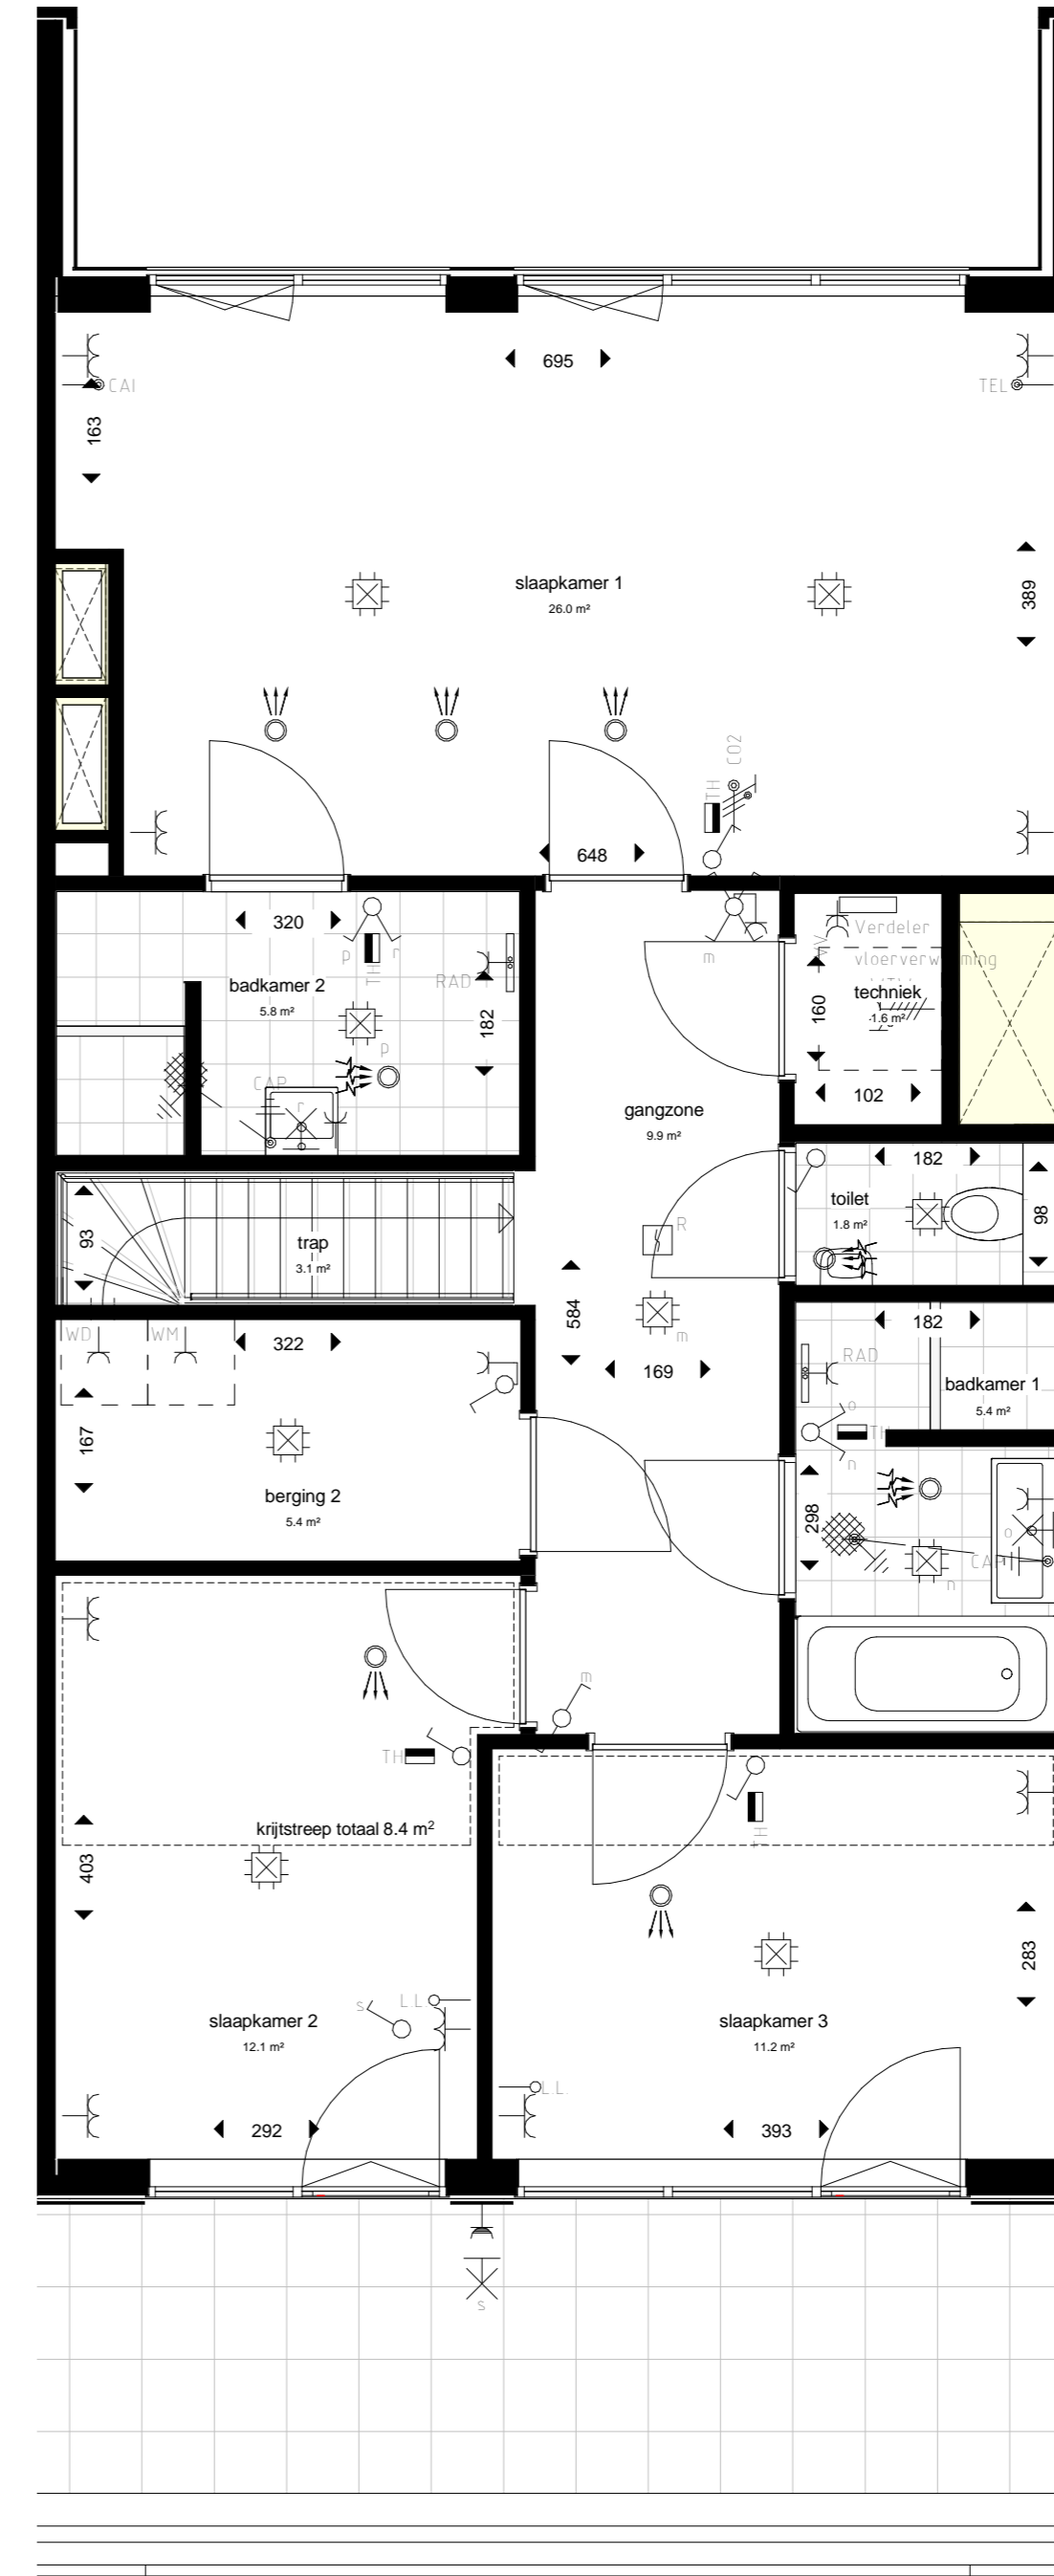 695
CAI
TEL
163
389
slaapkamer 1
26.0 m²
CO2
TH
648
320
p
r
TH
RAD
badkamer 2
5.8 m²
182
p
CAP
r
m
Verdeler
vloerverwarming
techniek
1.6 m²
160
102
gangzone
9.9 m²
182
toilet
1.8 m²
98
R
93
trap
3.1 m²
584
m
169
WD
WM
322
167
182
RAD
badkamer 1
5.4 m²
o
TH
n
298
berging 2
5.4 m²
o
CAP
n
m
TH
TH
krijtstreep totaal 8.4 m²
403
283
s
L.L.
slaapkamer 2
12.1 m²
slaapkamer 3
11.2 m²
L.L.
292
393
s